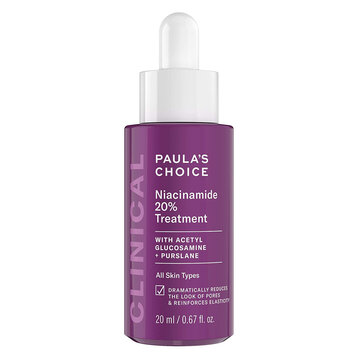 CLINICAL
PAULA'S
CHOICE
Niacinamide
20%
Treatment
WITH ACETYL
GLUCOSAMINE
+ PURSLANE
All Skin Types
DRAMATICALLY REDUCES
THE LOOK OF PORES
& REINFORCES ELASTICITY
20 ml / 0.67 fl. oz.